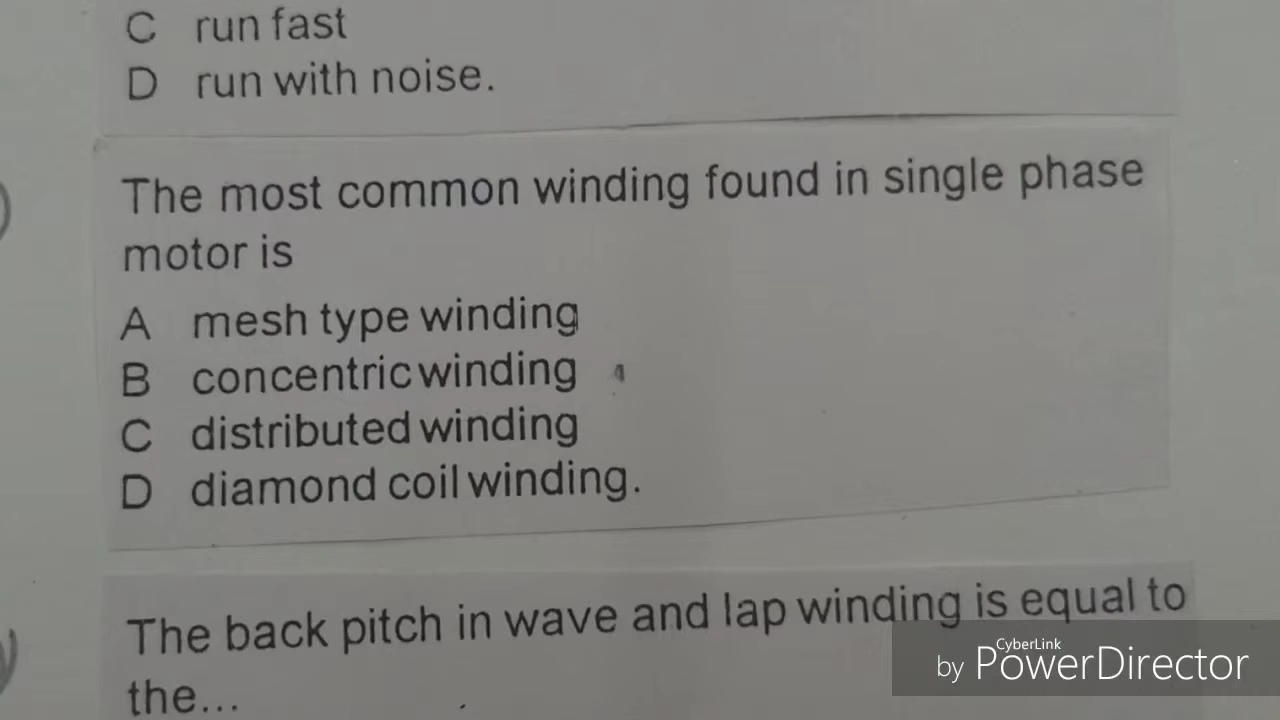 C run fast
D run with noise.
The most common winding found in single phase
motor is
A mesh type winding
B concentric winding
C distributed winding
D diamond coil winding.
The back pitch in wave and lap winding is equal to
the...
CyberLink
by PowerDirector